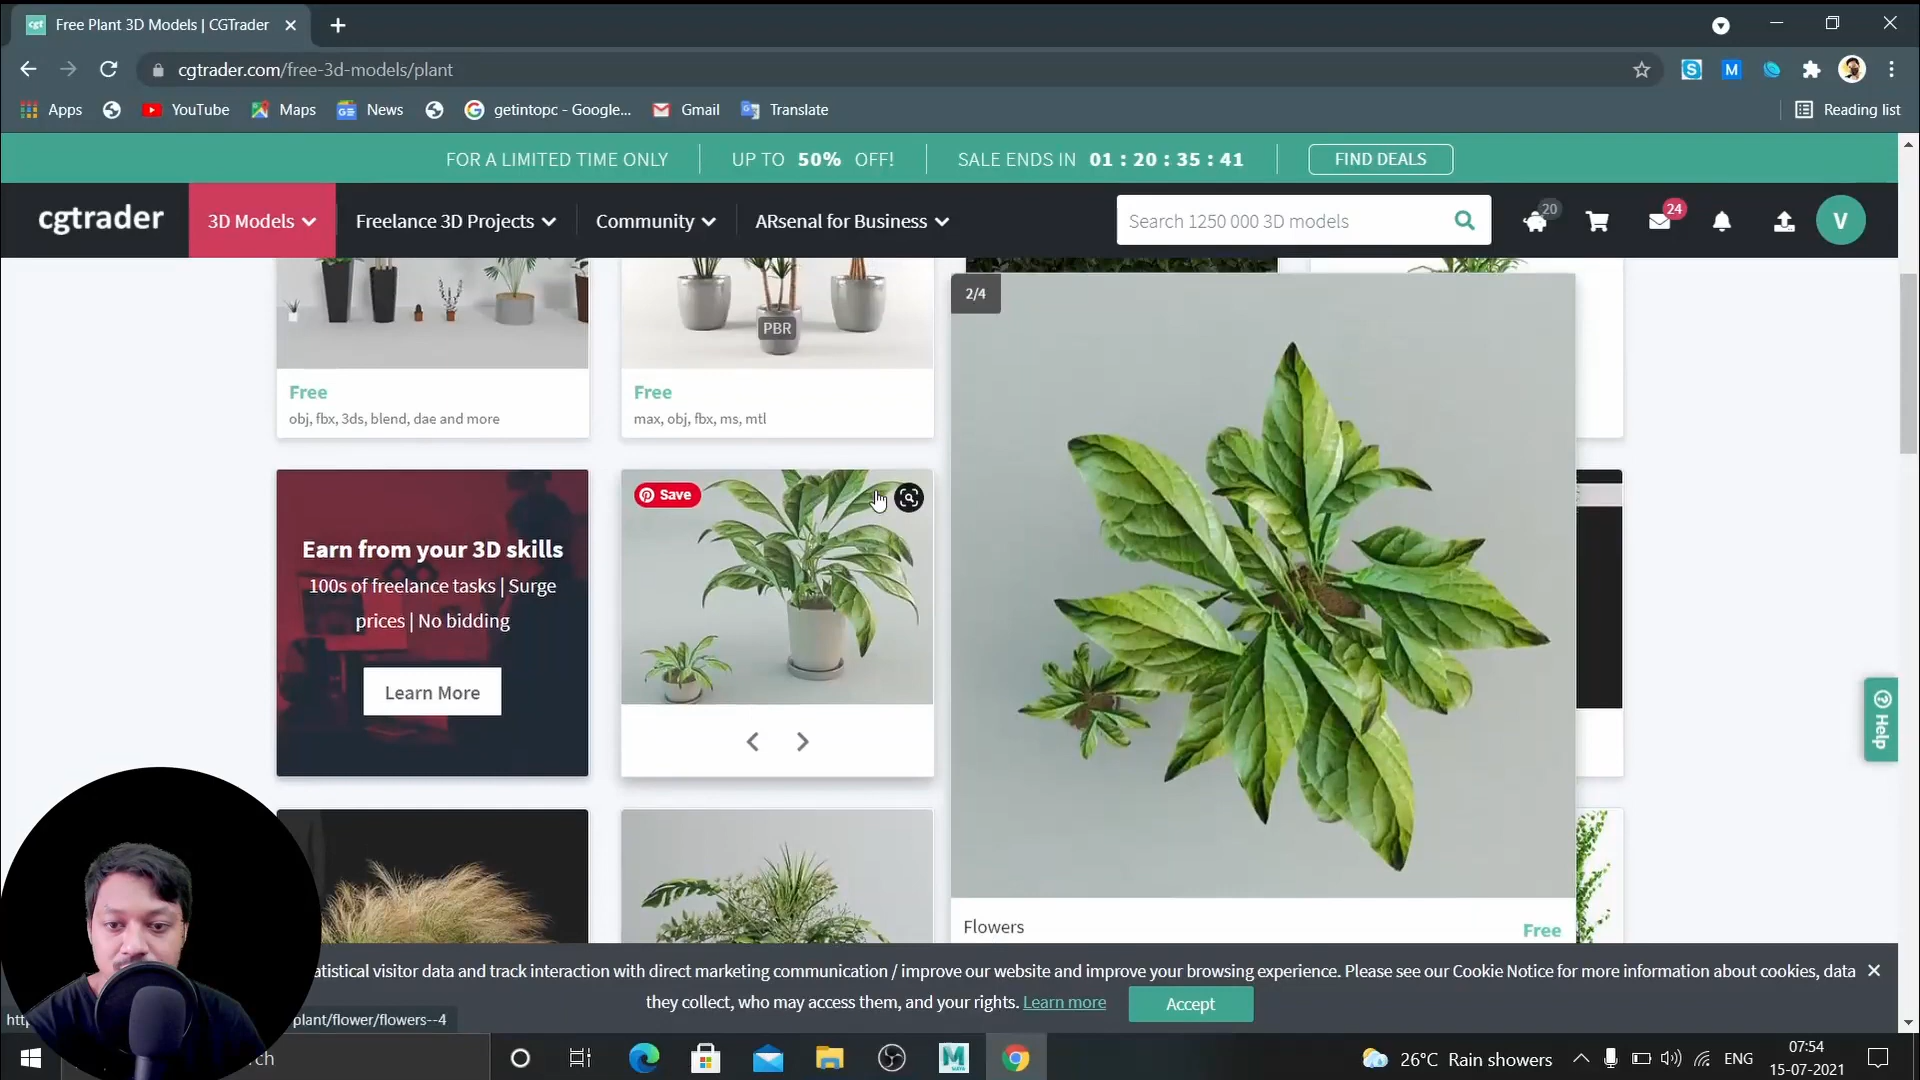 cgt Free Plant 3D Models | CGTrader
cgtrader.com/free-3d-models/plant
S M
Apps YouTube Maps News getintopc - Google... Gmail Translate Reading list
FOR A LIMITED TIME ONLY UP TO 50% OFF! SALE ENDS IN 01 : 20 : 35 : 41 FIND DEALS
cgtrader 3D Models Freelance 3D Projects Community ARsenal for Business Search 1250 000 3D models 20 24 V
2/4
PBR
Free
obj, fbx, 3ds, blend, dae and more
Free
max, obj, fbx, ms, mtl
Earn from your 3D skills
100s of freelance tasks | Surge
prices | No bidding
Learn More
Save
Flowers Free
Help
atistical visitor data and track interaction with direct marketing communication / improve our website and improve your browsing experience. Please see our Cookie Notice for more information about cookies, data
they collect, who may access them, and your rights. Learn more Accept
plant/flower/flowers--4
26°C Rain showers ENG
07:54
15-07-2021